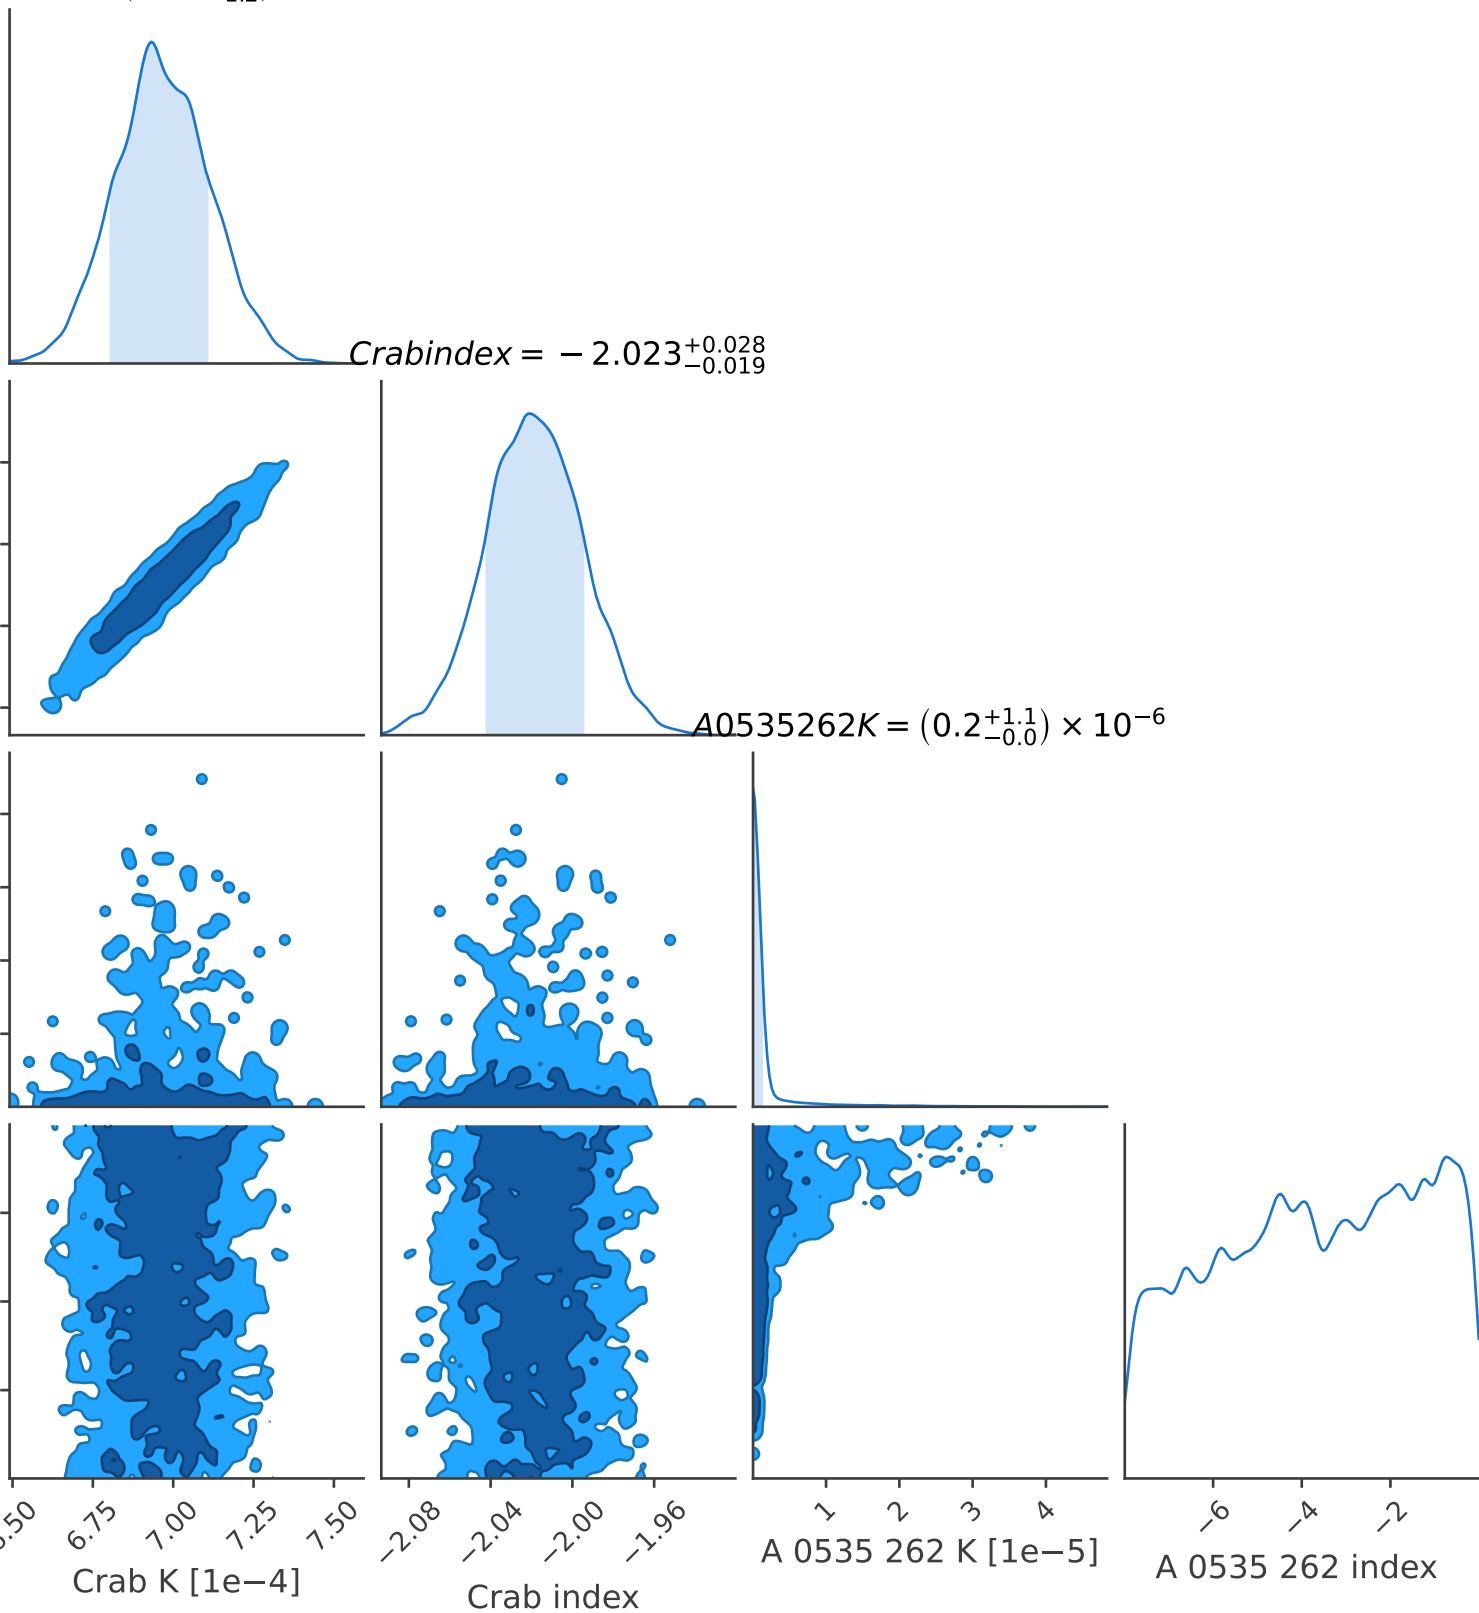 Crabindex = −2.023 +0.028 −0.019
A0535262K = (0.2 +1.1 −0.0) × 10−6
6.75 7.00 7.25 7.50
−2.08 −2.04 −2.00 −1.96
1 2 3 4
−6 −4 −2
Crab K [1e−4]
Crab index
A 0535 262 K [1e−5]
A 0535 262 index